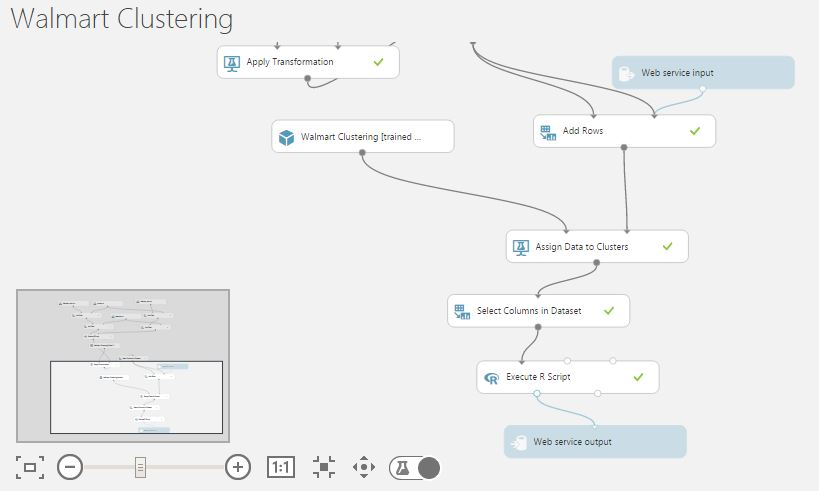 Walmart Clustering
Apply Transformation
Web service input
Walmart Clustering [trained ...
Add Rows
Assign Data to Clusters
Select Columns in Dataset
Execute R Script
Web service output
1:1